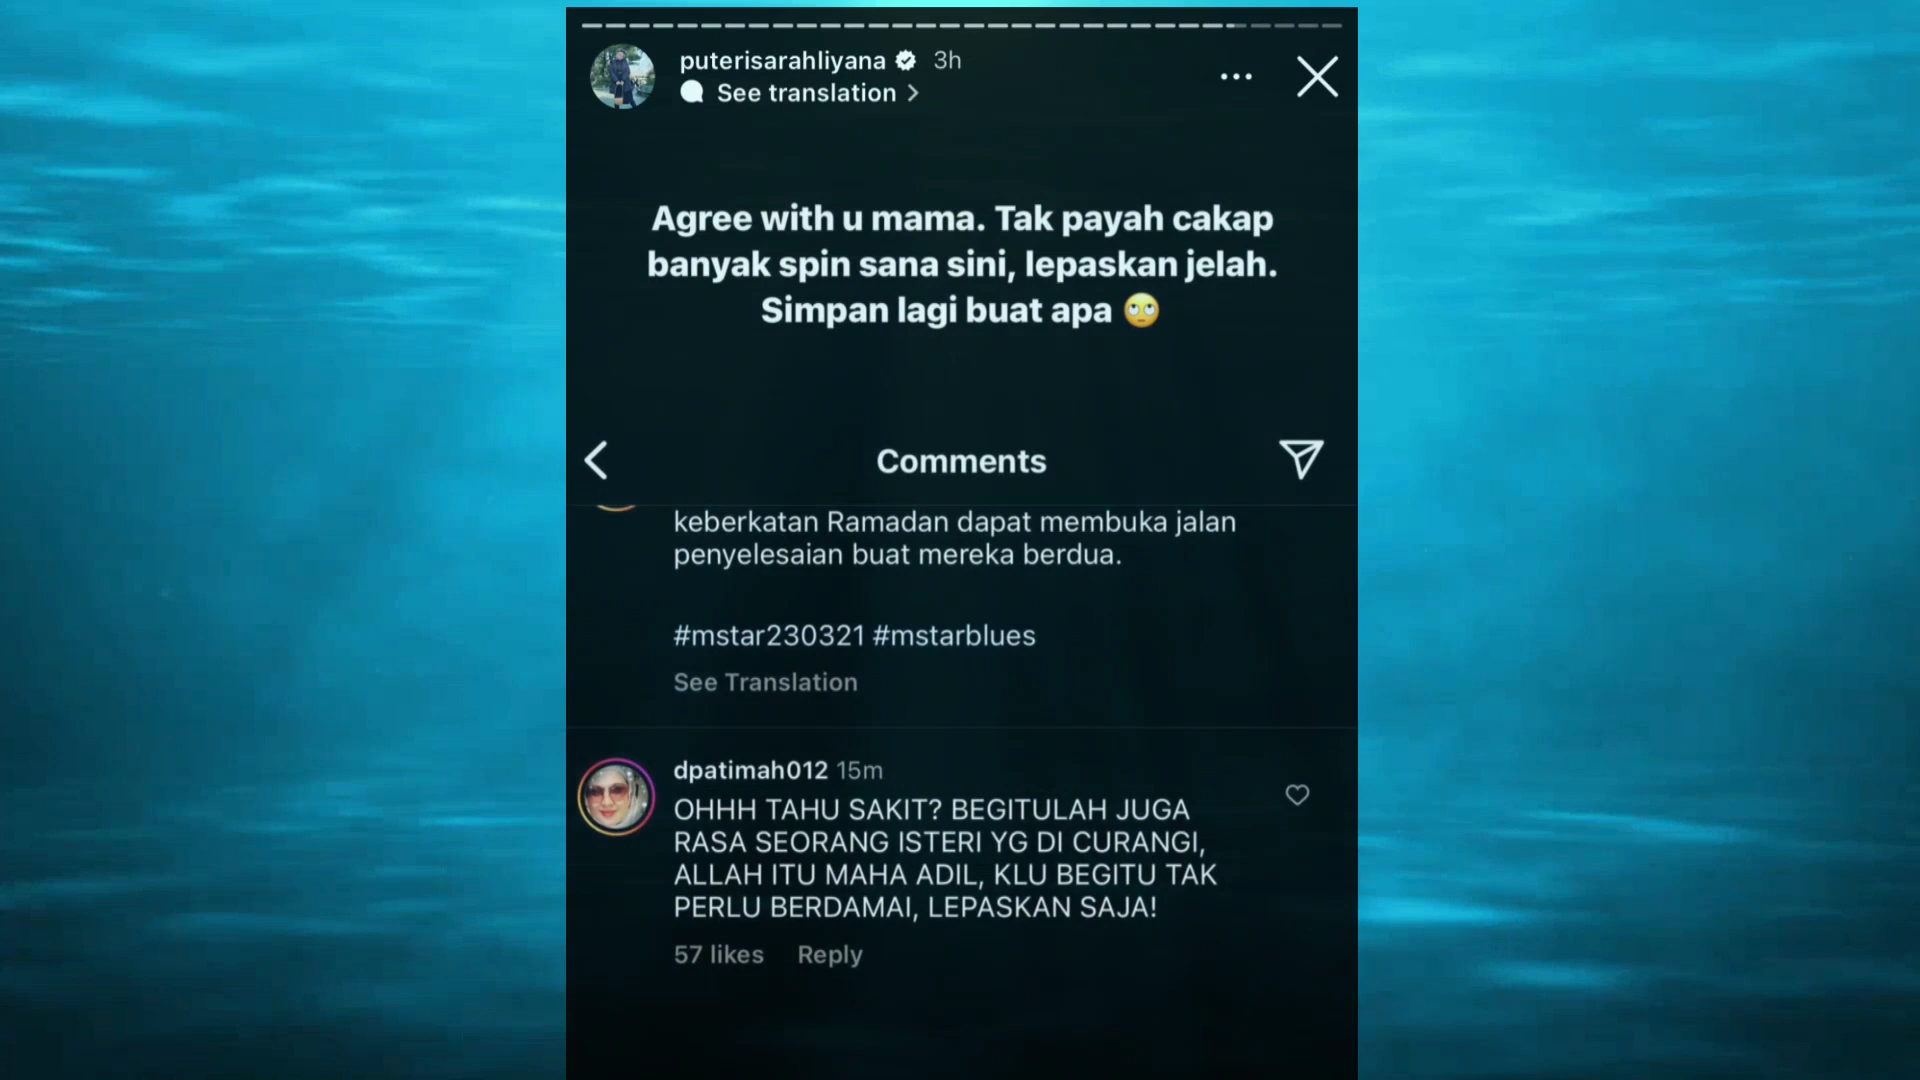 puterisarahliyana 3h
See translation >
Agree with u mama. Tak payah cakap
banyak spin sana sini, lepaskan jelah.
Simpan lagi buat apa 🙄
Comments
keberkatan Ramadan dapat membuka jalan
penyelesaian buat mereka berdua.
#mstar230321 #mstarblues
See Translation
dpatimah012 15m
OHHH TAHU SAKIT? BEGITULAH JUGA
RASA SEORANG ISTERI YG DI CURANGI,
ALLAH ITU MAHA ADIL, KLU BEGITU TAK
PERLU BERDAMAI, LEPASKAN SAJA!
57 likes Reply